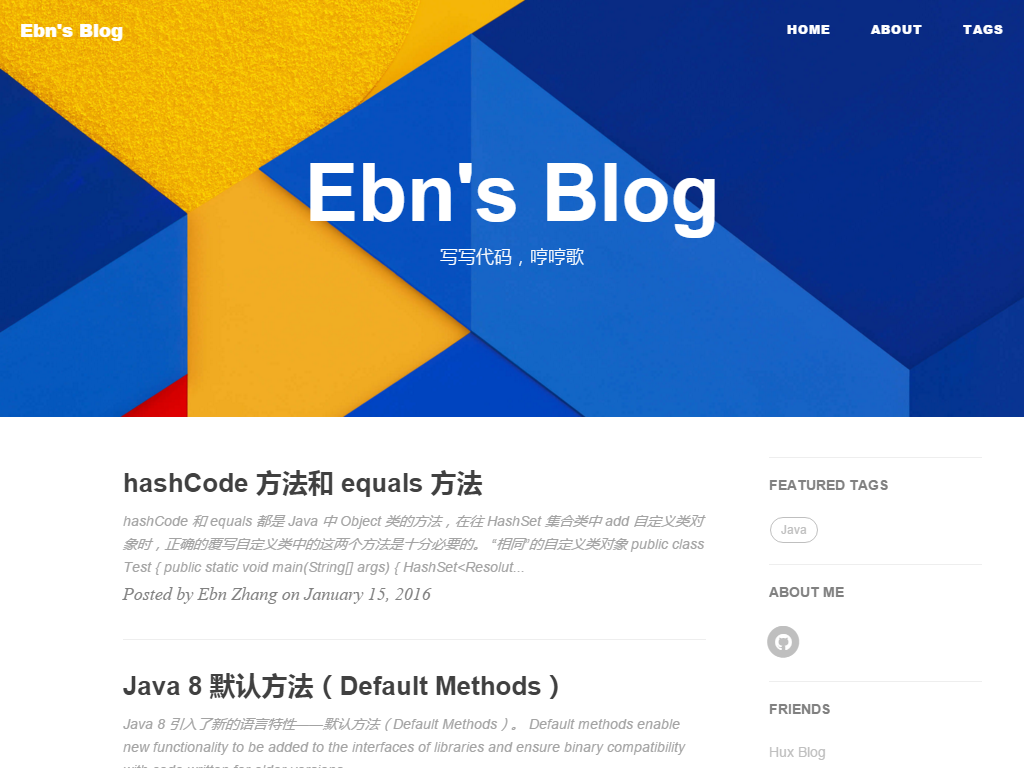 Ebn's Blog
HOME ABOUT TAGS
Ebn's Blog
写写代码，哼哼歌
hashCode 方法和 equals 方法
hashCode 和 equals 都是 Java 中 Object 类的方法，在往 HashSet 集合类中 add 自定义类对
象时，正确的覆写自定义类中的这两个方法是十分必要的。 “相同”的自定义类对象 public class
Test { public static void main(String[] args) { HashSet<Resolut...
Posted by Ebn Zhang on January 15, 2016
Java 8 默认方法（Default Methods）
Java 8 引入了新的语言特性——默认方法（Default Methods）。 Default methods enable
new functionality to be added to the interfaces of libraries and ensure binary compatibility
with code written for older versions
FEATURED TAGS
Java
ABOUT ME
FRIENDS
Hux Blog